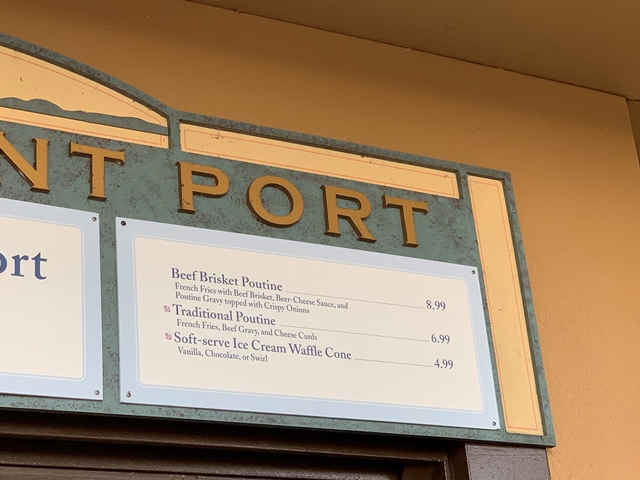 NT PORT
ort
Beef Brisket Poutine 8.99
French Fries with Beef Brisket, Beer-Cheese Sauce, and
Poutine Gravy topped with Crispy Onions
Traditional Poutine 6.99
French Fries, Beef Gravy, and Cheese Curds
Soft-serve Ice Cream Waffle Cone 4.99
Vanilla, Chocolate, or Swirl